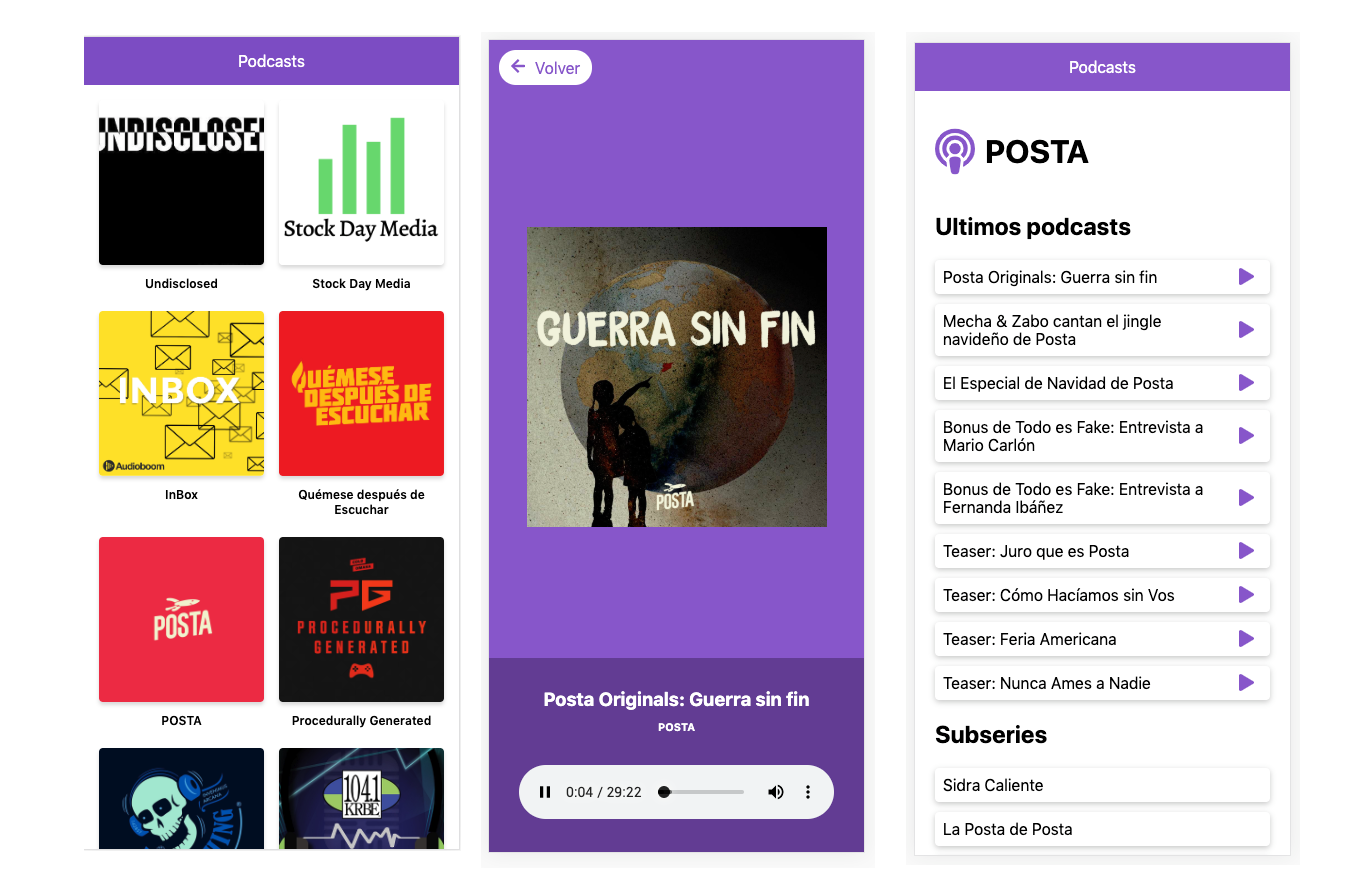 Podcasts
UNDISCLOSED
Undisclosed
Stock Day Media
Stock Day Media
INBOX
Audioboom
InBox
QUÉMESE
DESPUÉS DE
ESCUCHAR
Quémese después de
Escuchar
POSTA
POSTA
PG
PROCEDURALLY
GENERATED
Procedurally Generated
104.1
KRBE
Volver
GUERRA SIN FIN
POSTA
Posta Originals: Guerra sin fin
POSTA
0:04 / 29:22
Podcasts
POSTA
Ultimos podcasts
Posta Originals: Guerra sin fin
Mecha & Zabo cantan el jingle
navideño de Posta
El Especial de Navidad de Posta
Bonus de Todo es Fake: Entrevista a
Mario Carlón
Bonus de Todo es Fake: Entrevista a
Fernanda Ibáñez
Teaser: Juro que es Posta
Teaser: Cómo Hacíamos sin Vos
Teaser: Feria Americana
Teaser: Nunca Ames a Nadie
Subseries
Sidra Caliente
La Posta de Posta